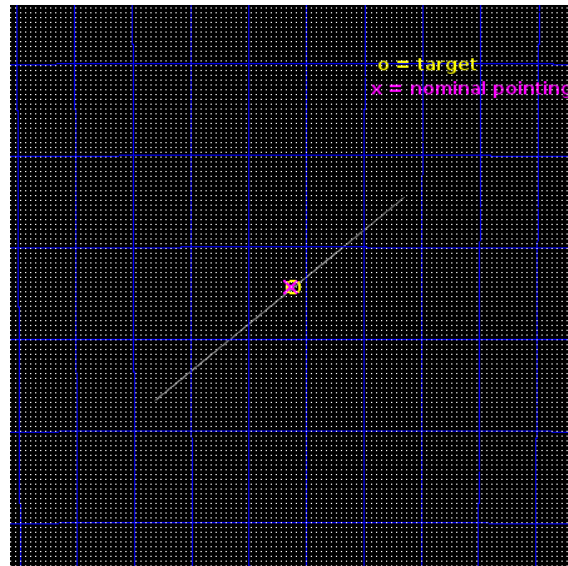 o = target
x = nominal pointing